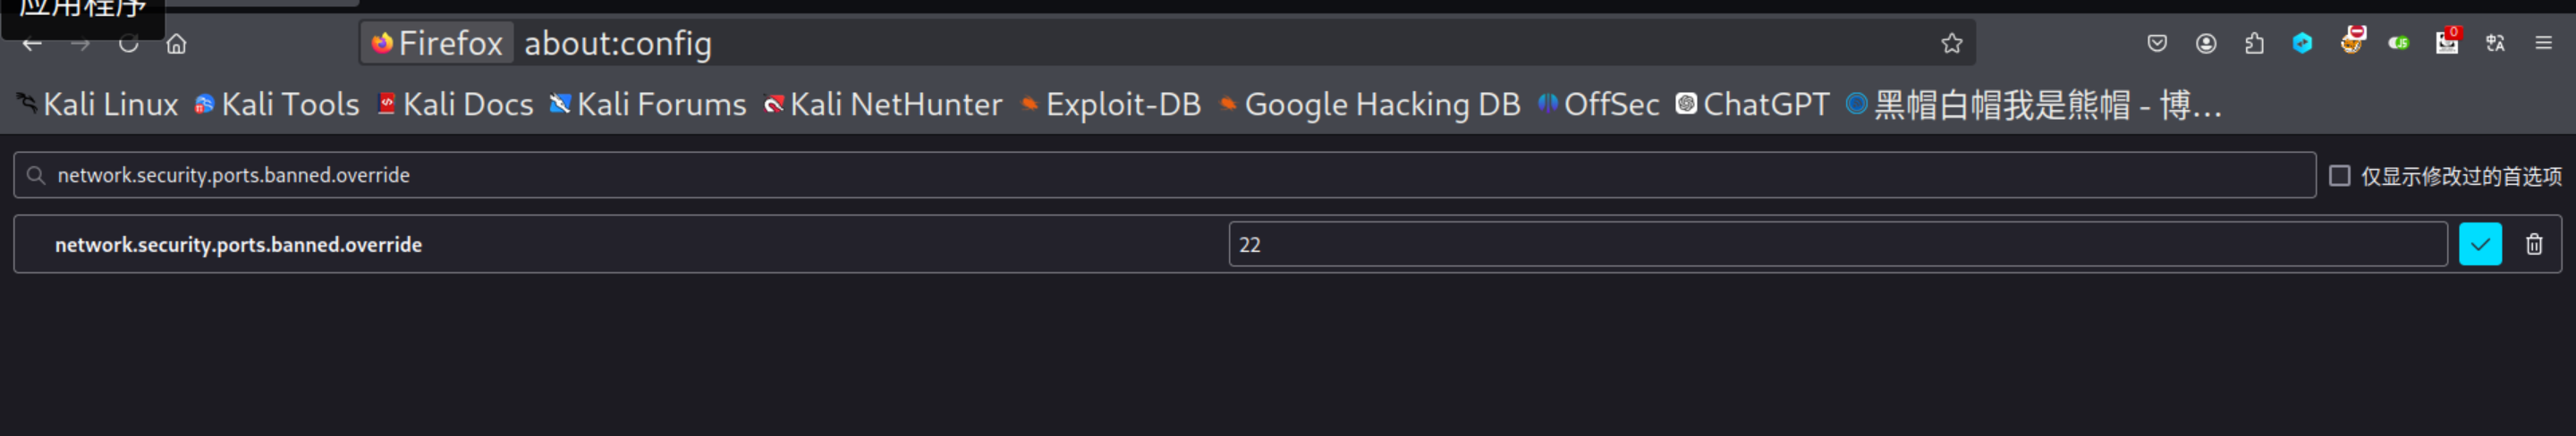 应用程序
Firefox about:config
Kali Linux Kali Tools Kali Docs Kali Forums Kali NetHunter Exploit-DB Google Hacking DB OffSec ChatGPT 黑帽白帽我是熊帽 - 博...
network.security.ports.banned.override 仅显示修改过的首选项
network.security.ports.banned.override 22